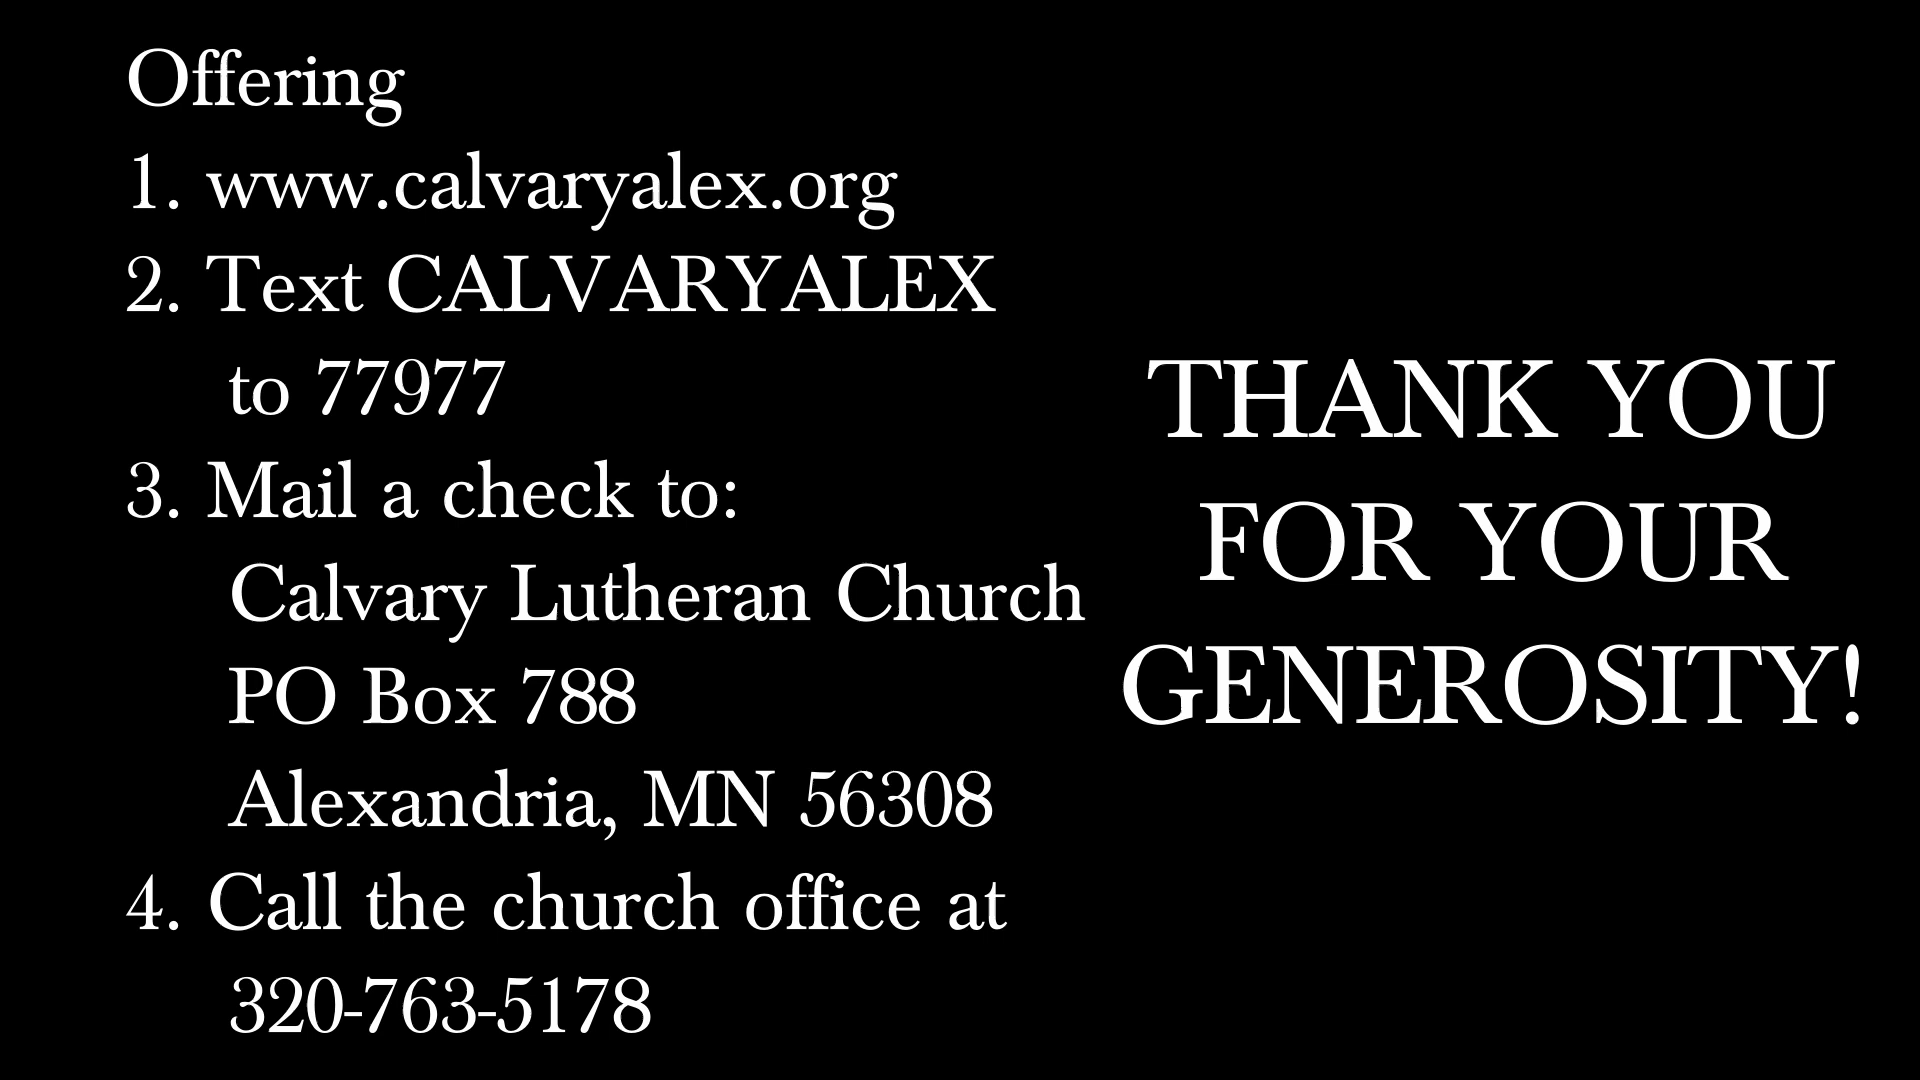 Offering
1. www.calvaryalex.org
2. Text CALVARYALEX
to 77977
3. Mail a check to:
Calvary Lutheran Church
PO Box 788
Alexandria, MN 56308
4. Call the church office at
320-763-5178
THANK YOU
FOR YOUR
GENEROSITY!